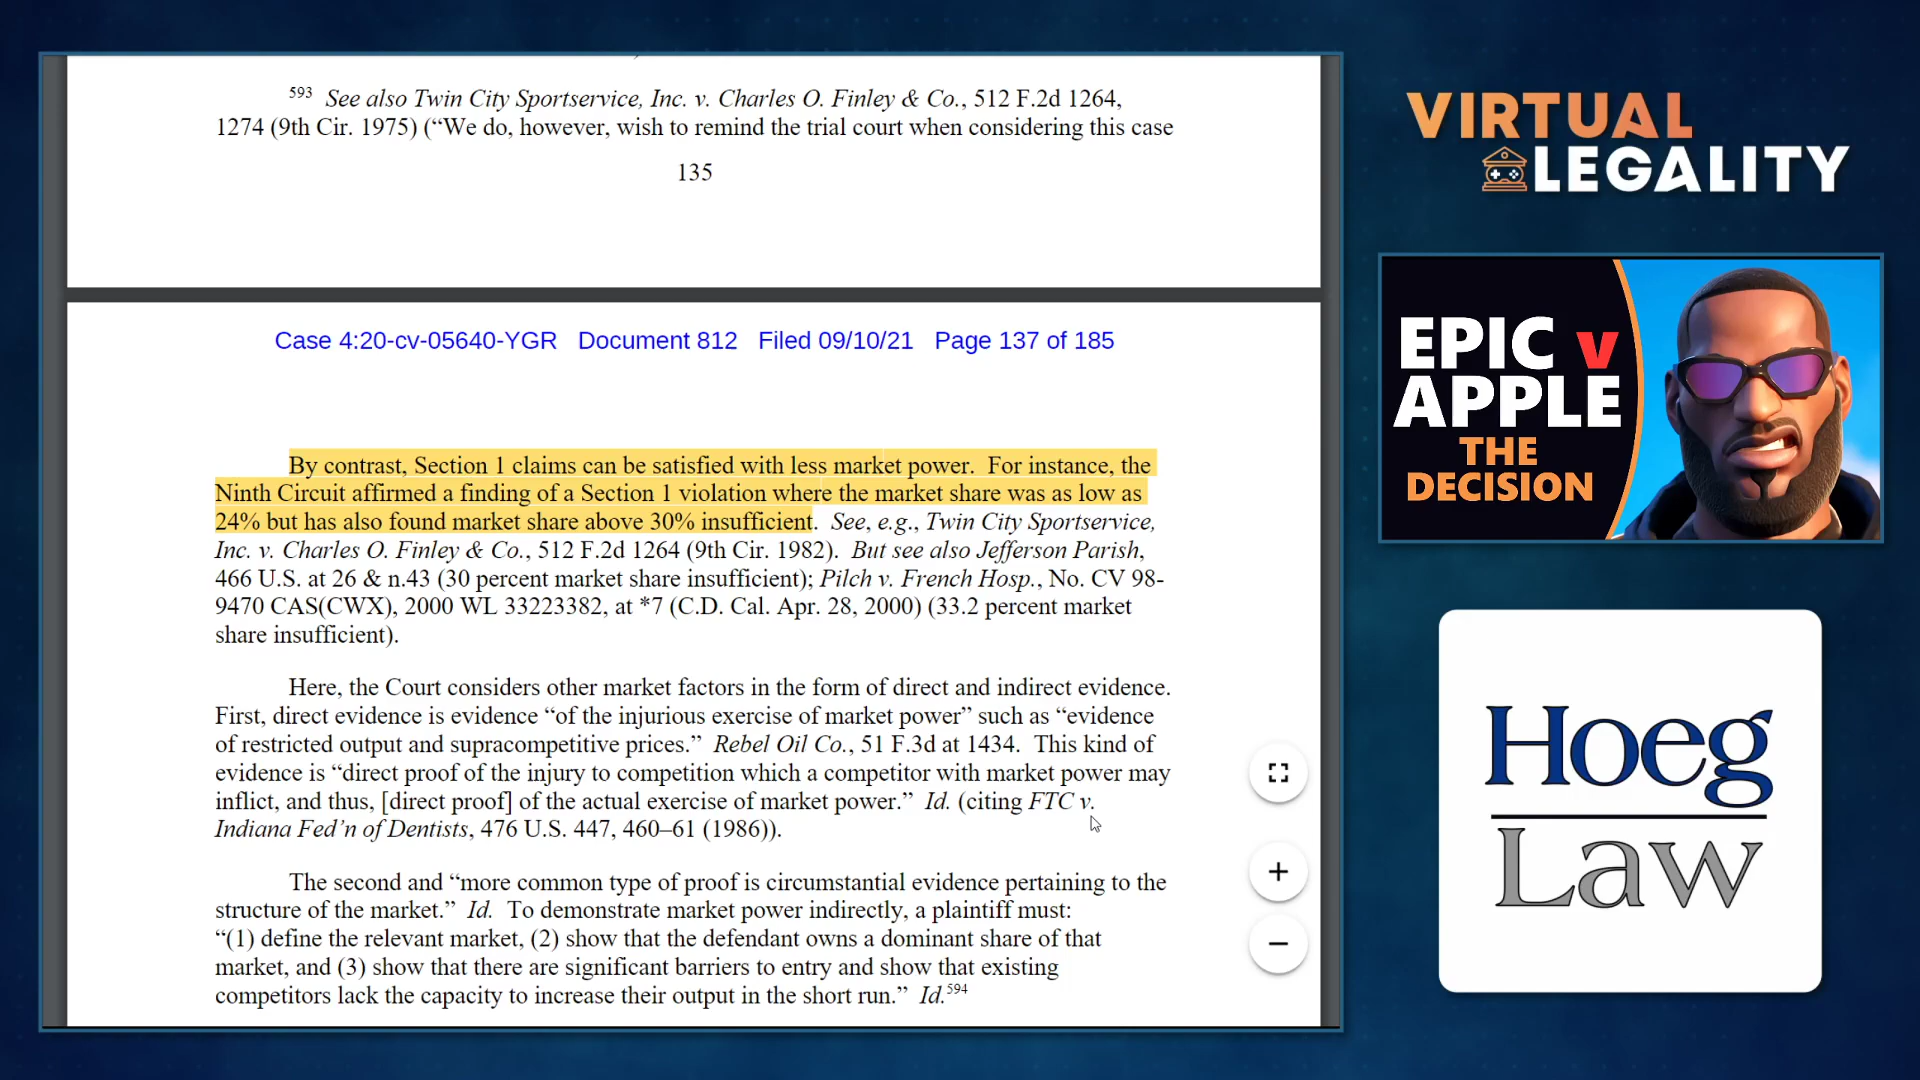 593 See also Twin City Sportservice, Inc. v. Charles O. Finley & Co., 512 F.2d 1264,
1274 (9th Cir. 1975) (“We do, however, wish to remind the trial court when considering this case
135
Case 4:20-cv-05640-YGR Document 812 Filed 09/10/21 Page 137 of 185
By contrast, Section 1 claims can be satisfied with less market power. For instance, the
Ninth Circuit affirmed a finding of a Section 1 violation where the market share was as low as
24% but has also found market share above 30% insufficient. See, e.g., Twin City Sportservice,
Inc. v. Charles O. Finley & Co., 512 F.2d 1264 (9th Cir. 1982). But see also Jefferson Parish,
466 U.S. at 26 & n.43 (30 percent market share insufficient); Pilch v. French Hosp., No. CV 98-
9470 CAS(CWX), 2000 WL 33223382, at *7 (C.D. Cal. Apr. 28, 2000) (33.2 percent market
share insufficient).
Here, the Court considers other market factors in the form of direct and indirect evidence.
First, direct evidence is evidence “of the injurious exercise of market power” such as “evidence
of restricted output and supracompetitive prices.” Rebel Oil Co., 51 F.3d at 1434. This kind of
evidence is “direct proof of the injury to competition which a competitor with market power may
inflict, and thus, [direct proof] of the actual exercise of market power.” Id. (citing FTC v.
Indiana Fed’n of Dentists, 476 U.S. 447, 460–61 (1986)).
The second and “more common type of proof is circumstantial evidence pertaining to the
structure of the market.” Id. To demonstrate market power indirectly, a plaintiff must:
“(1) define the relevant market, (2) show that the defendant owns a dominant share of that
market, and (3) show that there are significant barriers to entry and show that existing
competitors lack the capacity to increase their output in the short run.” Id.594
VIRTUAL
LEGALITY
EPIC v
APPLE
THE
DECISION
Hoeg
Law